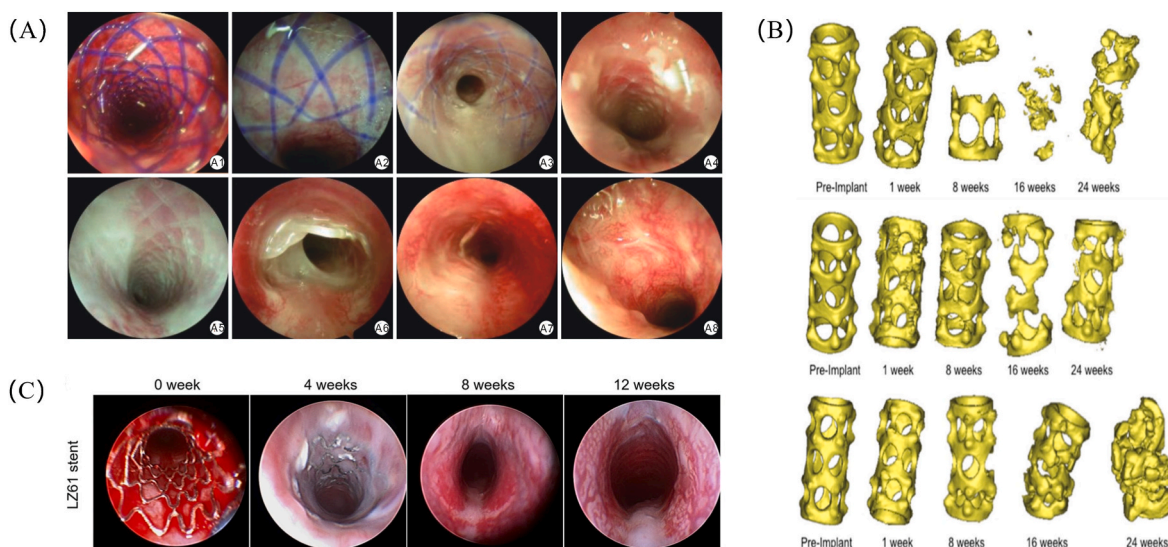 (A)
A1
A2
A3
A4
A5
A6
A7
A8
(B)
Pre-Implant 1 week 8 weeks 16 weeks 24 weeks
Pre-Implant 1 week 8 weeks 16 weeks 24 weeks
Pre-Implant 1 week 8 weeks 16 weeks 24 weeks
(C)
0 week 4 weeks 8 weeks 12 weeks
LZ61 stent